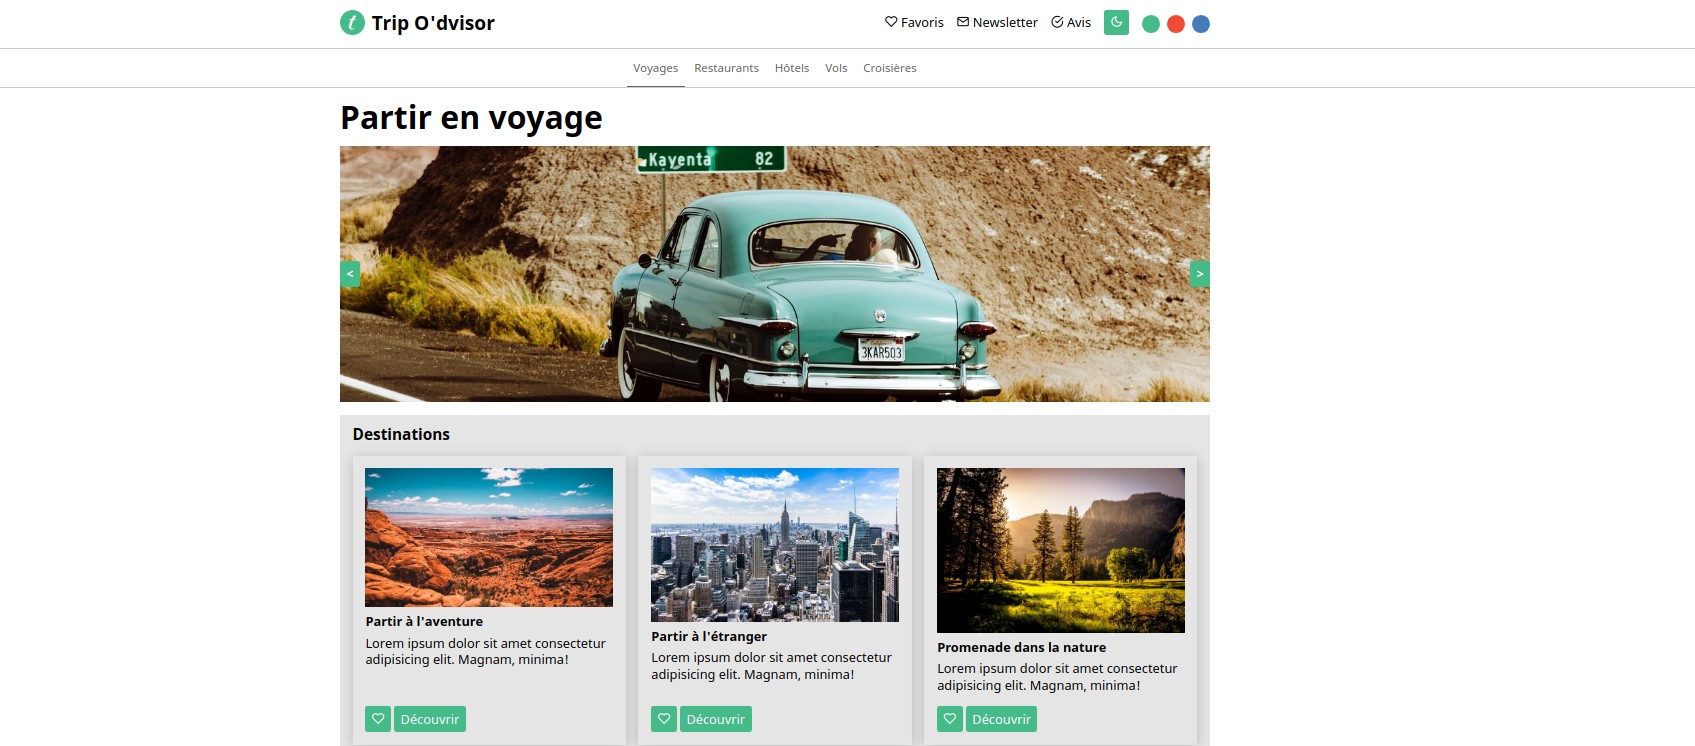 t Trip O'dvisor
Favoris Newsletter Avis
Voyages Restaurants Hôtels Vols Croisières
Partir en voyage
Kayenta 82
< >
3KAR503
Destinations
Partir à l'aventure
Lorem ipsum dolor sit amet consectetur
adipisicing elit. Magnam, minima!
Découvrir
Partir à l'étranger
Lorem ipsum dolor sit amet consectetur
adipisicing elit. Magnam, minima!
Découvrir
Promenade dans la nature
Lorem ipsum dolor sit amet consectetur
adipisicing elit. Magnam, minima!
Découvrir